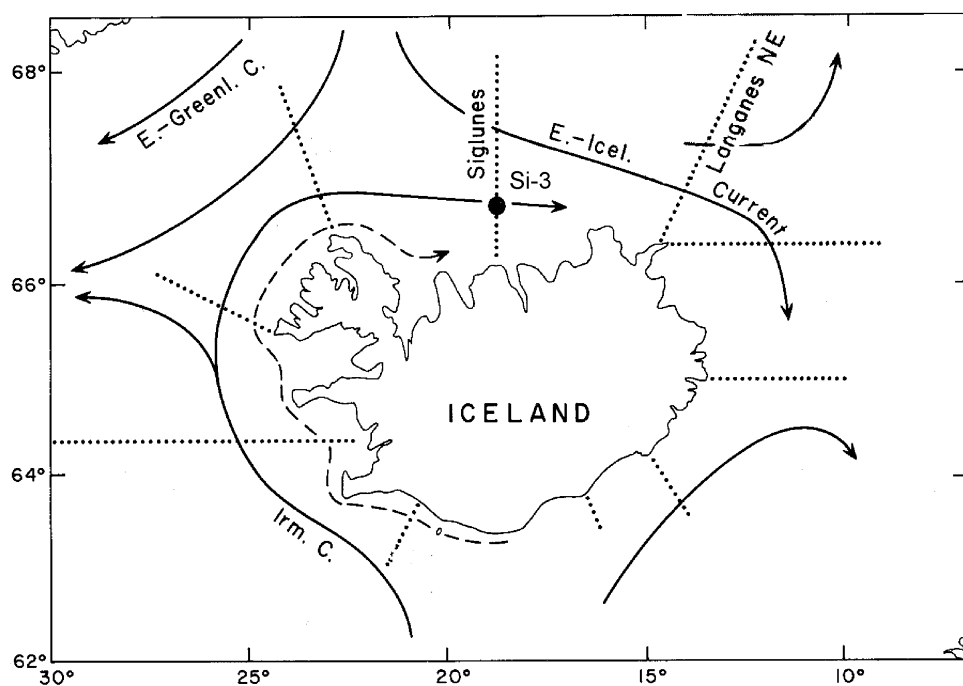 68°
66°
64°
62°
30°
25°
20°
15°
10°
E.-Greenl. C.
Siglunes
Si-3
E.-Icel.
Current
Langanes NE
ICELAND
Irm. C.